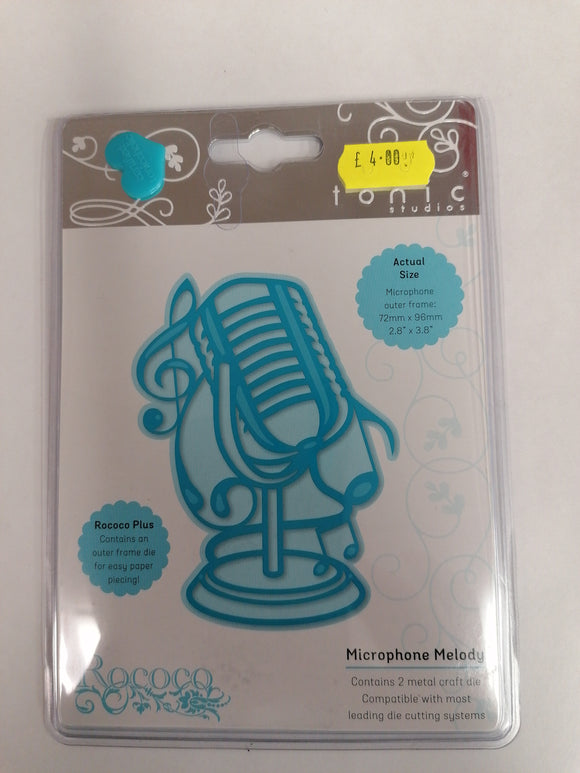 £ 4.00
tonic®
studios
Actual
Size
Microphone
outer frame:
72mm x 96mm
2.8" x 3.8"
Rococo Plus
Contains an
outer frame die
for easy paper
piecing!
Rococo
Microphone Melody
Contains 2 metal craft die
Compatible with most
leading die cutting systems